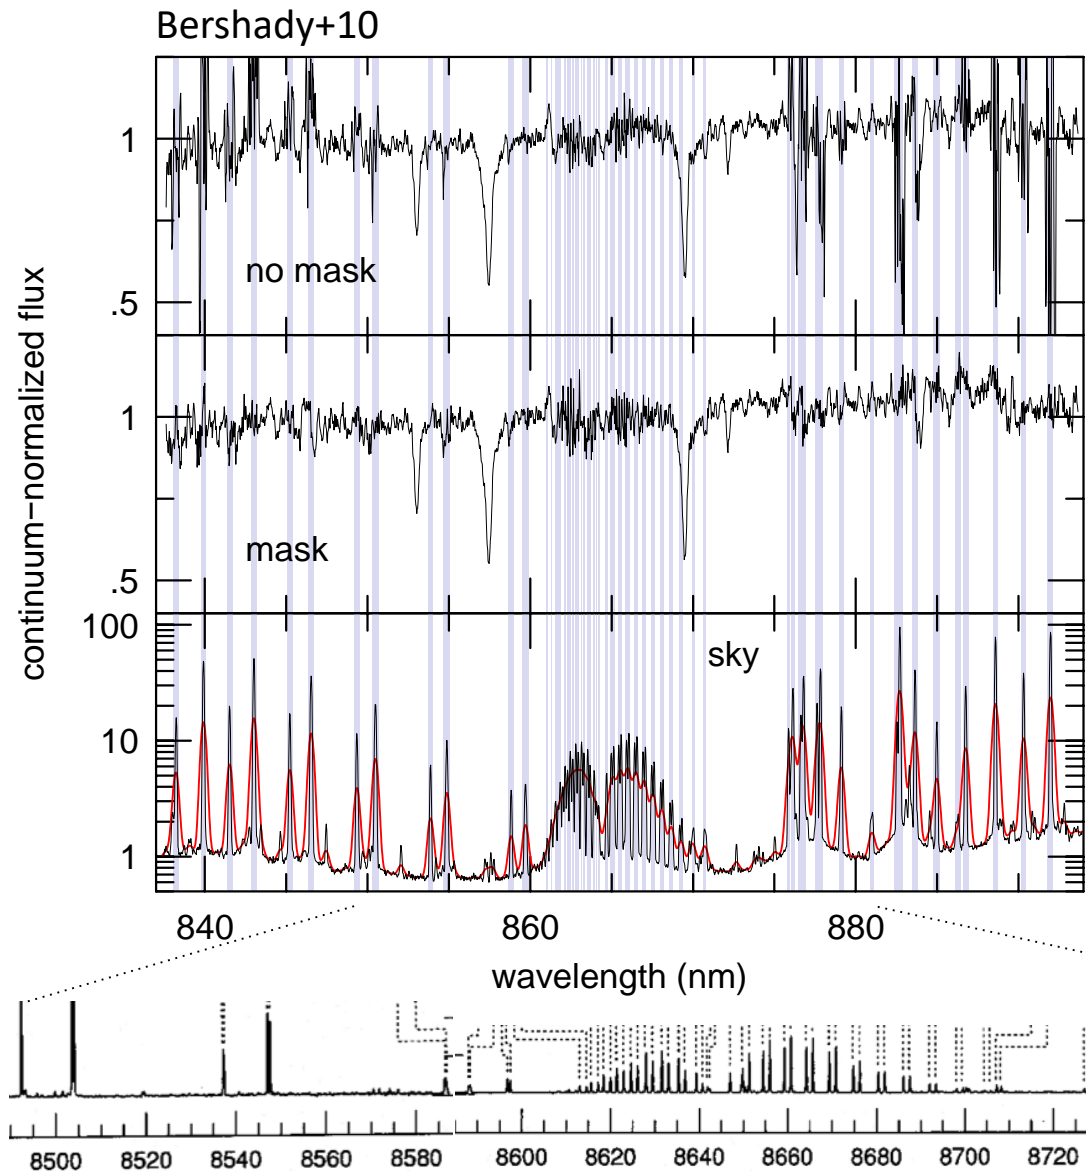 Bershady+10
1
no mask
.5
continuum-normalized flux
1
mask
.5
100
sky
10
1
840 860 880
wavelength (nm)
8500 8520 8540 8560 8580 8600 8620 8640 8660 8680 8700 8720